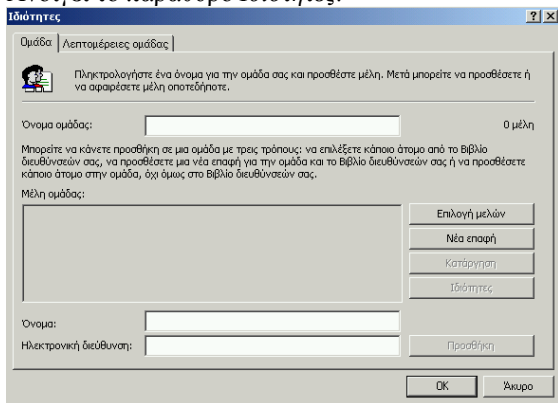 Ιδιότητες
Ομάδα Λεπτομέρειες ομάδας
Πληκτρολογήστε ένα όνομα για την ομάδα σας και προσθέστε μέλη. Μετά μπορείτε να προσθέσετε ή
να αφαιρέσετε μέλη οποτεδήποτε.
Όνομα ομάδας: 0 μέλη
Μπορείτε να κάνετε προσθήκη σε μια ομάδα με τρεις τρόπους: να επιλέξετε κάποιο άτομο από το Βιβλίο
διευθύνσεών σας, να προσθέσετε μια νέα επαφή για την ομάδα και το Βιβλίο διευθύνσεών σας ή να προσθέσετε
κάποιο άτομο στην ομάδα, όχι όμως στο Βιβλίο διευθύνσεών σας.
Μέλη ομάδας:
Επιλογή μελών
Νέα επαφή
Κατάργηση
Ιδιότητες
Όνομα:
Ηλεκτρονική διεύθυνση: Προσθήκη
OK Άκυρο